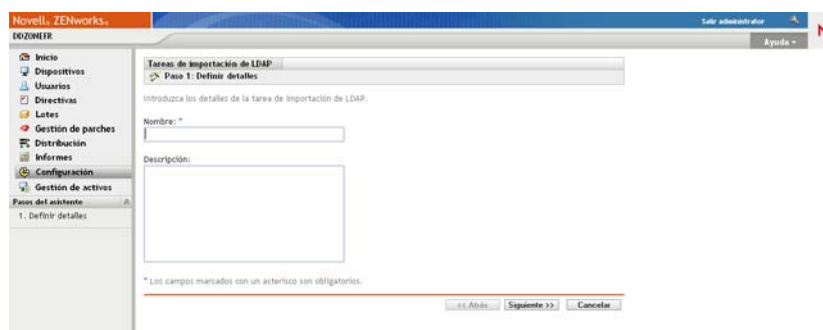 Novell® ZENworks®
Salir administrator
DDZONEFR
Ayuda
Inicio
Dispositivos
Usuarios
Directivas
Lotes
Gestión de parches
Distribución
Informes
Configuración
Gestión de activos
Pasos del asistente
1. Definir detalles
Tareas de importación de LDAP
Paso 1: Definir detalles
Introduzca los detalles de la tarea de importación de LDAP.
Nombre: *
Descripción:
* Los campos marcados con un asterisco son obligatorios.
<< Atrás
Siguiente >>
Cancelar